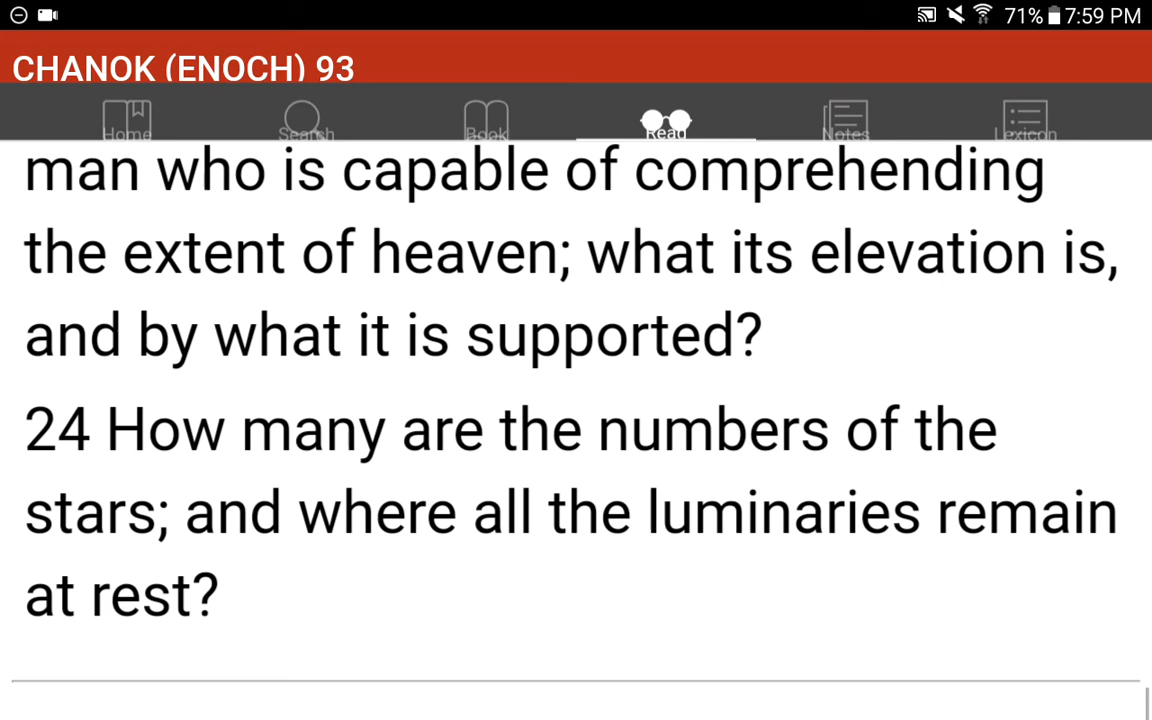 71% 7:59 PM
CHANOK (ENOCH) 93
Home Search Book Read Notes Lexicon
man who is capable of comprehending
the extent of heaven; what its elevation is,
and by what it is supported?
24 How many are the numbers of the
stars; and where all the luminaries remain
at rest?